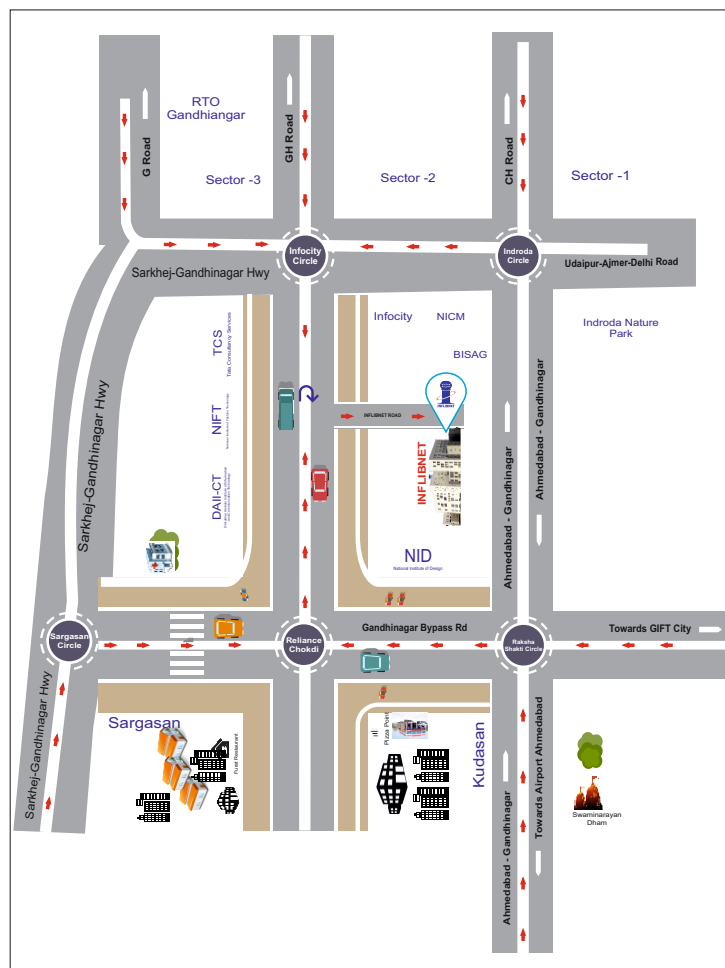 RTO
Gandhiangar
G Road
GH Road
CH Road
Sector -3
Sector -2
Sector -1
Infocity
Circle
Indroda
Circle
Udaipur-Ajmer-Delhi Road
Sarkhej-Gandhinagar Hwy
Infocity
NICM
BISAG
Indroda Nature
Park
TCS
Tata Consultancy Services
NIFT
DAII-CT
Sarkhej-Gandhinagar Hwy
INFLIBNET
INFLIBNET ROAD
INFLIBNET
NID
National Institute of Design
Ahmedabad - Gandhinagar
Ahmedabad - Gandhinagar
Sargasan
Circle
Reliance
Chokdi
Gandhinagar Bypass Rd
Raksha
Shakti Circle
Towards GIFT City
Sarkhej-Gandhinagar Hwy
Sargasan
Pizza Point
Kudasan
Ahmedabad - Gandhinagar
Towards Airport Ahmedabad
Swaminarayan
Dham